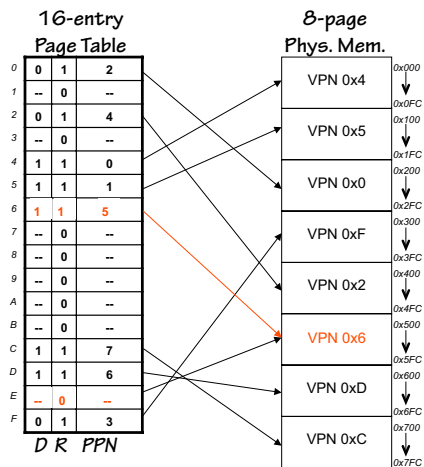 16-entry
Page Table
0 0 1 2
1 -- 0 --
2 0 1 4
3 -- 0 --
4 1 1 0
5 1 1 1
6 1 1 5
7 -- 0 --
8 -- 0 --
9 -- 0 --
A -- 0 --
B -- 0 --
C 1 1 7
D 1 1 6
E -- 0 --
F 0 1 3
D R PPN
8-page
Phys. Mem.
VPN 0x4
0x000
0x0FC
VPN 0x5
0x100
0x1FC
VPN 0x0
0x200
0x2FC
VPN 0xF
0x300
0x3FC
VPN 0x2
0x400
0x4FC
VPN 0x6
0x500
0x5FC
VPN 0xD
0x600
0x6FC
VPN 0xC
0x700
0x7FC